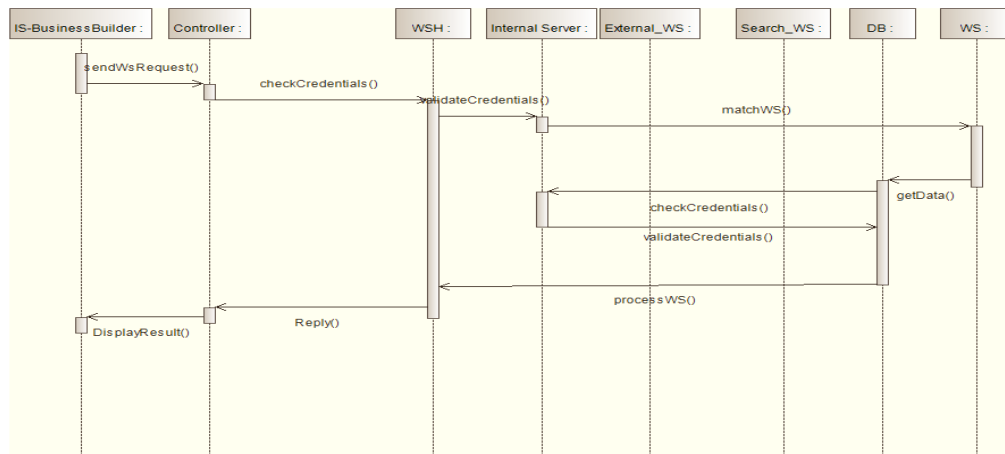 IS-BusinessBuilder :
Controller :
WSH :
Internal Server :
External_WS :
Search_WS :
DB :
WS :
sendWsRequest()
checkCredentials()
validateCredentials()
matchWS()
getData()
checkCredentials()
validateCredentials()
processWS()
Reply()
DisplayResult()